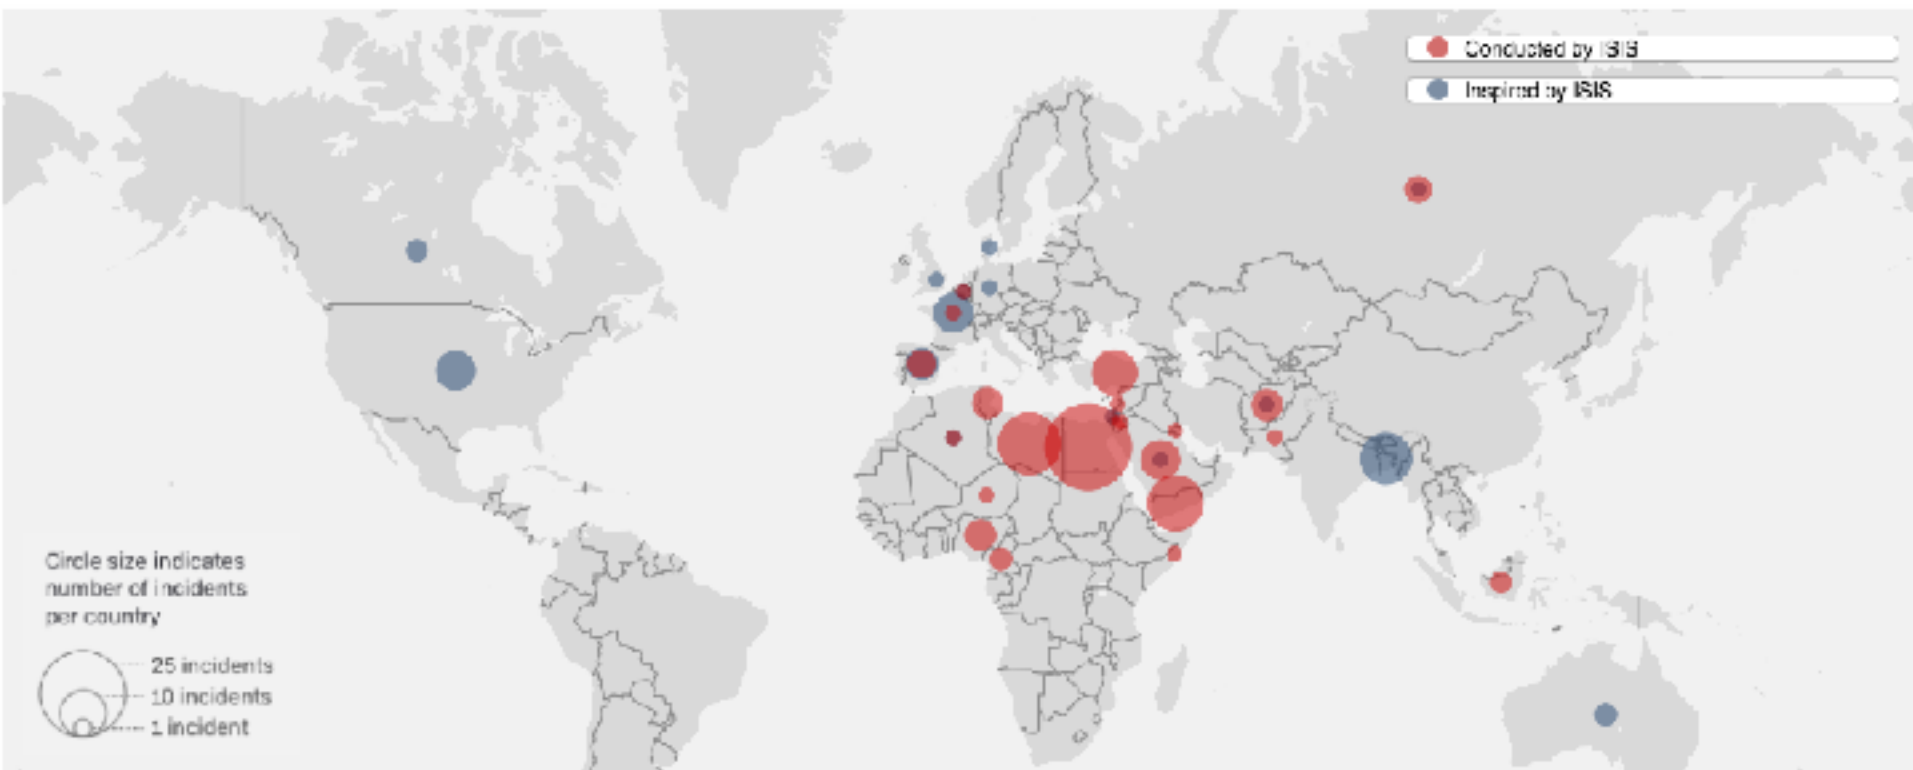 Conducted by ISIS
Inspired by ISIS
Circle size indicates
number of incidents
per country
25 incidents
10 incidents
1 incident